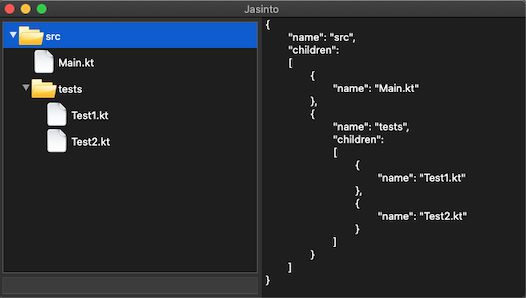 Jasinto
src
Main.kt
tests
Test1.kt
Test2.kt
{
"name": "src",
"children":
[
{
"name": "Main.kt"
},
{
"name": "tests",
"children":
[
{
"name": "Test1.kt"
},
{
"name": "Test2.kt"
}
]
}
]
}